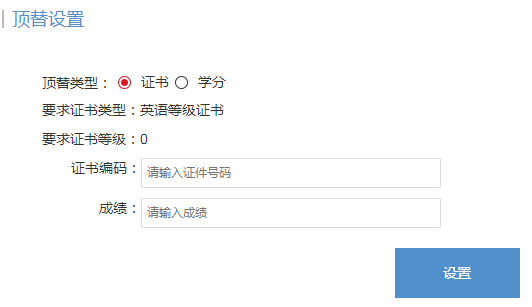 顶替设置
顶替类型： 证书 学分
要求证书类型：英语等级证书
要求证书等级：0
证书编码：请输入证件号码
成绩：请输入成绩
设置